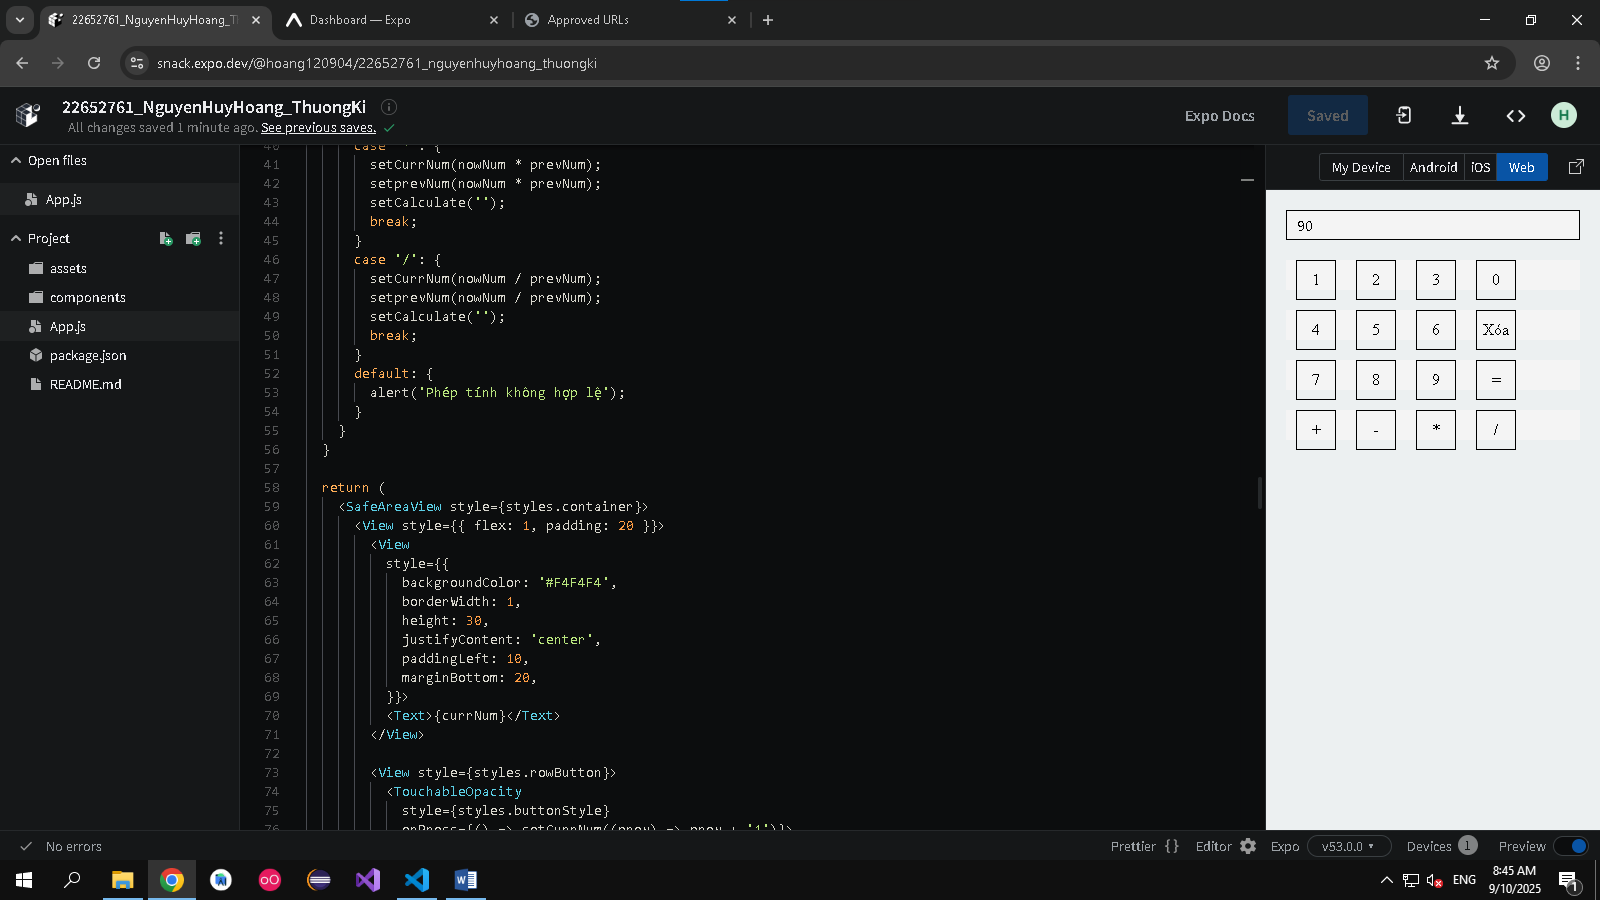 22652761_NguyenHuyHoang_T
Dashboard — Expo
Approved URLs
snack.expo.dev/@hoang120904/22652761_nguyenhuyhoang_thuongki
22652761_NguyenHuyHoang_ThuongKi
All changes saved 1 minute ago. See previous saves.
Expo Docs
Saved
H
Open files
App.js
Project
assets
components
App.js
package.json
README.md
41 setCurrNum(nowNum * prevNum);
42 setprevNum(nowNum * prevNum);
43 setCalculate('');
44 break;
45 }
46 case '/': {
47 setCurrNum(nowNum / prevNum);
48 setprevNum(nowNum / prevNum);
49 setCalculate('');
50 break;
51 }
52 default: {
53 alert('Phép tính không hợp lệ');
54 }
55 }
56 }
57
58 return (
59 <SafeAreaView style={styles.container}>
60 <View style={{ flex: 1, padding: 20 }}>
61 <View
62 style={{
63 backgroundColor: '#F4F4F4',
64 borderWidth: 1,
65 height: 30,
66 justifyContent: 'center',
67 paddingLeft: 10,
68 marginBottom: 20,
69 }}>
70 <Text>{currNum}</Text>
71 </View>
72
73 <View style={styles.rowButton}>
74 <TouchableOpacity
75 style={styles.buttonStyle}
76 onPress={() => setCurrNum((prev) => prev + '1')}>
My Device Android iOS Web
90
1 2 3 0
4 5 6 Xóa
7 8 9 =
+ - * /
No errors
Prettier {} Editor Expo v53.0.0 Devices 1 Preview
ENG
8:45 AM
9/10/2025
1